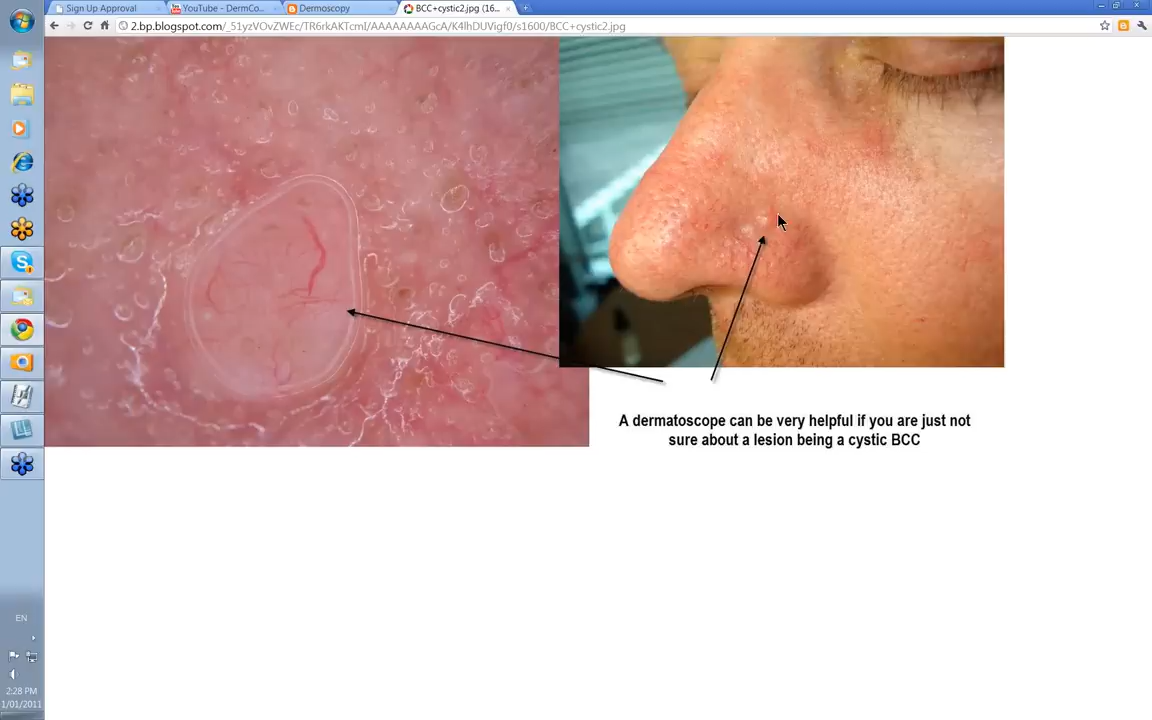 Sign Up Approval
YouTube - DermCo...
Dermoscopy
BCC+cystic2.jpg (16...
2.bp.blogspot.com/_51yzVOvZWEc/TR6rkAKTcmI/AAAAAAAAGcA/K4lhDUVigf0/s1600/BCC+cystic2.jpg
A dermatoscope can be very helpful if you are just not
sure about a lesion being a cystic BCC
EN
2:28 PM
1/01/2011